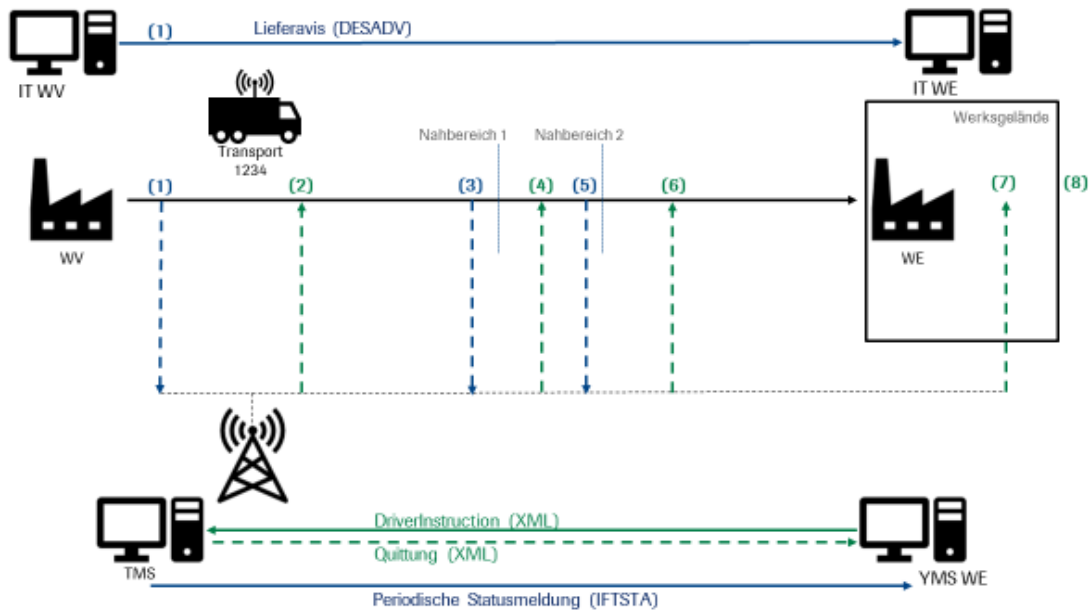 (1) Lieferavis (DESADV)
IT WV
IT WE
Werksgelände
Nahbereich 1
Nahbereich 2
Transport
1234
(1)
(2)
(3)
(4)
(5)
(6)
(7)
(8)
WV
WE
DriverInstruction (XML)
Quittung (XML)
TMS
YMS WE
Periodische Statusmeldung (IFTSTA)